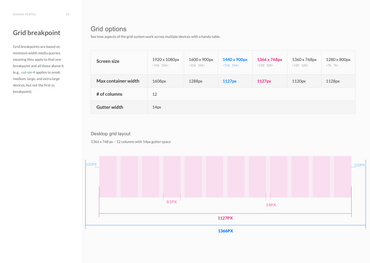 Grid breakpoint
Grid breakpoints are based on
minimum width media queries,
meaning they apply to that one
breakpoint and all those above it
(e.g., .col-sm-4 applies to small,
medium, large, and extra large
devices, but not the first xs
breakpoint).
Grid options
See how aspects of the grid system work across multiple devices with a handy table.
Screen size 1920 x 1080px 1600 x 900px 1440 x 900px 1366 x 768px 1360 x 768px 1280 x 800px
Max container width 1608px 1288px 1127px 1127px 1120px 1128px
# of columns 12
Gutter width 14px
Desktop grid layout
1366 x 768 px – 12 columns with 14px gutter space.
83PX
14PX
1127PX
1366PX